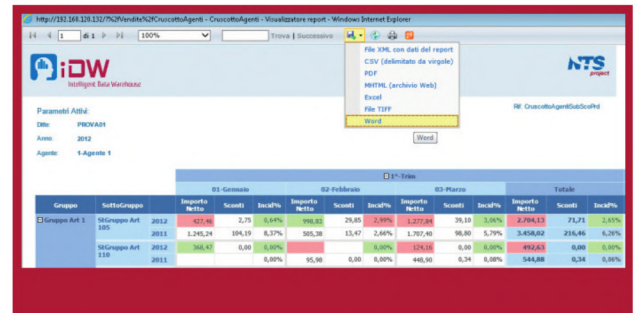 http://192.168.120.132/?%2fVendite%2fCruscottoAgenti - CruscottoAgenti - Visualizzatore report - Windows Internet Explorer
1 di 1 100% Trova | Successivo
File XML con dati del report
CSV (delimitato da virgole)
PDF
MHTML (archivio Web)
Excel
File TIFF
Word
Word
iDW
Intelligent Data Warehouse
NTS
project
Parametri Attivi:
Rif. CruscottoAgentiSubScoPrd
Ditta: PROVA01
Anno: 2012
Agente: 1-Agente 1
1°-Trim
01-Gennaio 02-Febbraio 03-Marzo Totale
Gruppo SottoGruppo Importo Netto Sconti Incid% Importo Netto Sconti Incid% Importo Netto Sconti Incid% Importo Netto Sconti Incid%
Gruppo Art 1 StGruppo Art 105 2012 427,46 2,75 0,64% 998,83 29,85 2,99% 1.277,84 39,10 3,06% 2.704,13 71,71 2,65%
2011 1.245,24 104,19 8,37% 505,38 13,47 2,66% 1.707,40 98,80 5,79% 3.458,02 216,46 6,26%
StGruppo Art 110 2012 368,47 0,00 0,00% 0,00% 124,16 0,00 0,00% 492,63 0,00 0,00%
2011 0,00% 95,98 0,00 0,00% 448,90 0,34 0,08% 544,88 0,34 0,06%